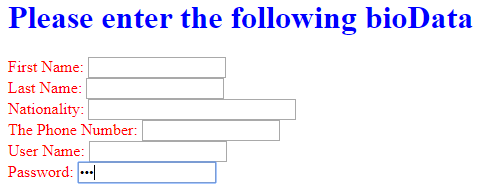 Please enter the following bioData
First Name:
Last Name:
Nationality:
The Phone Number:
User Name:
Password: •••